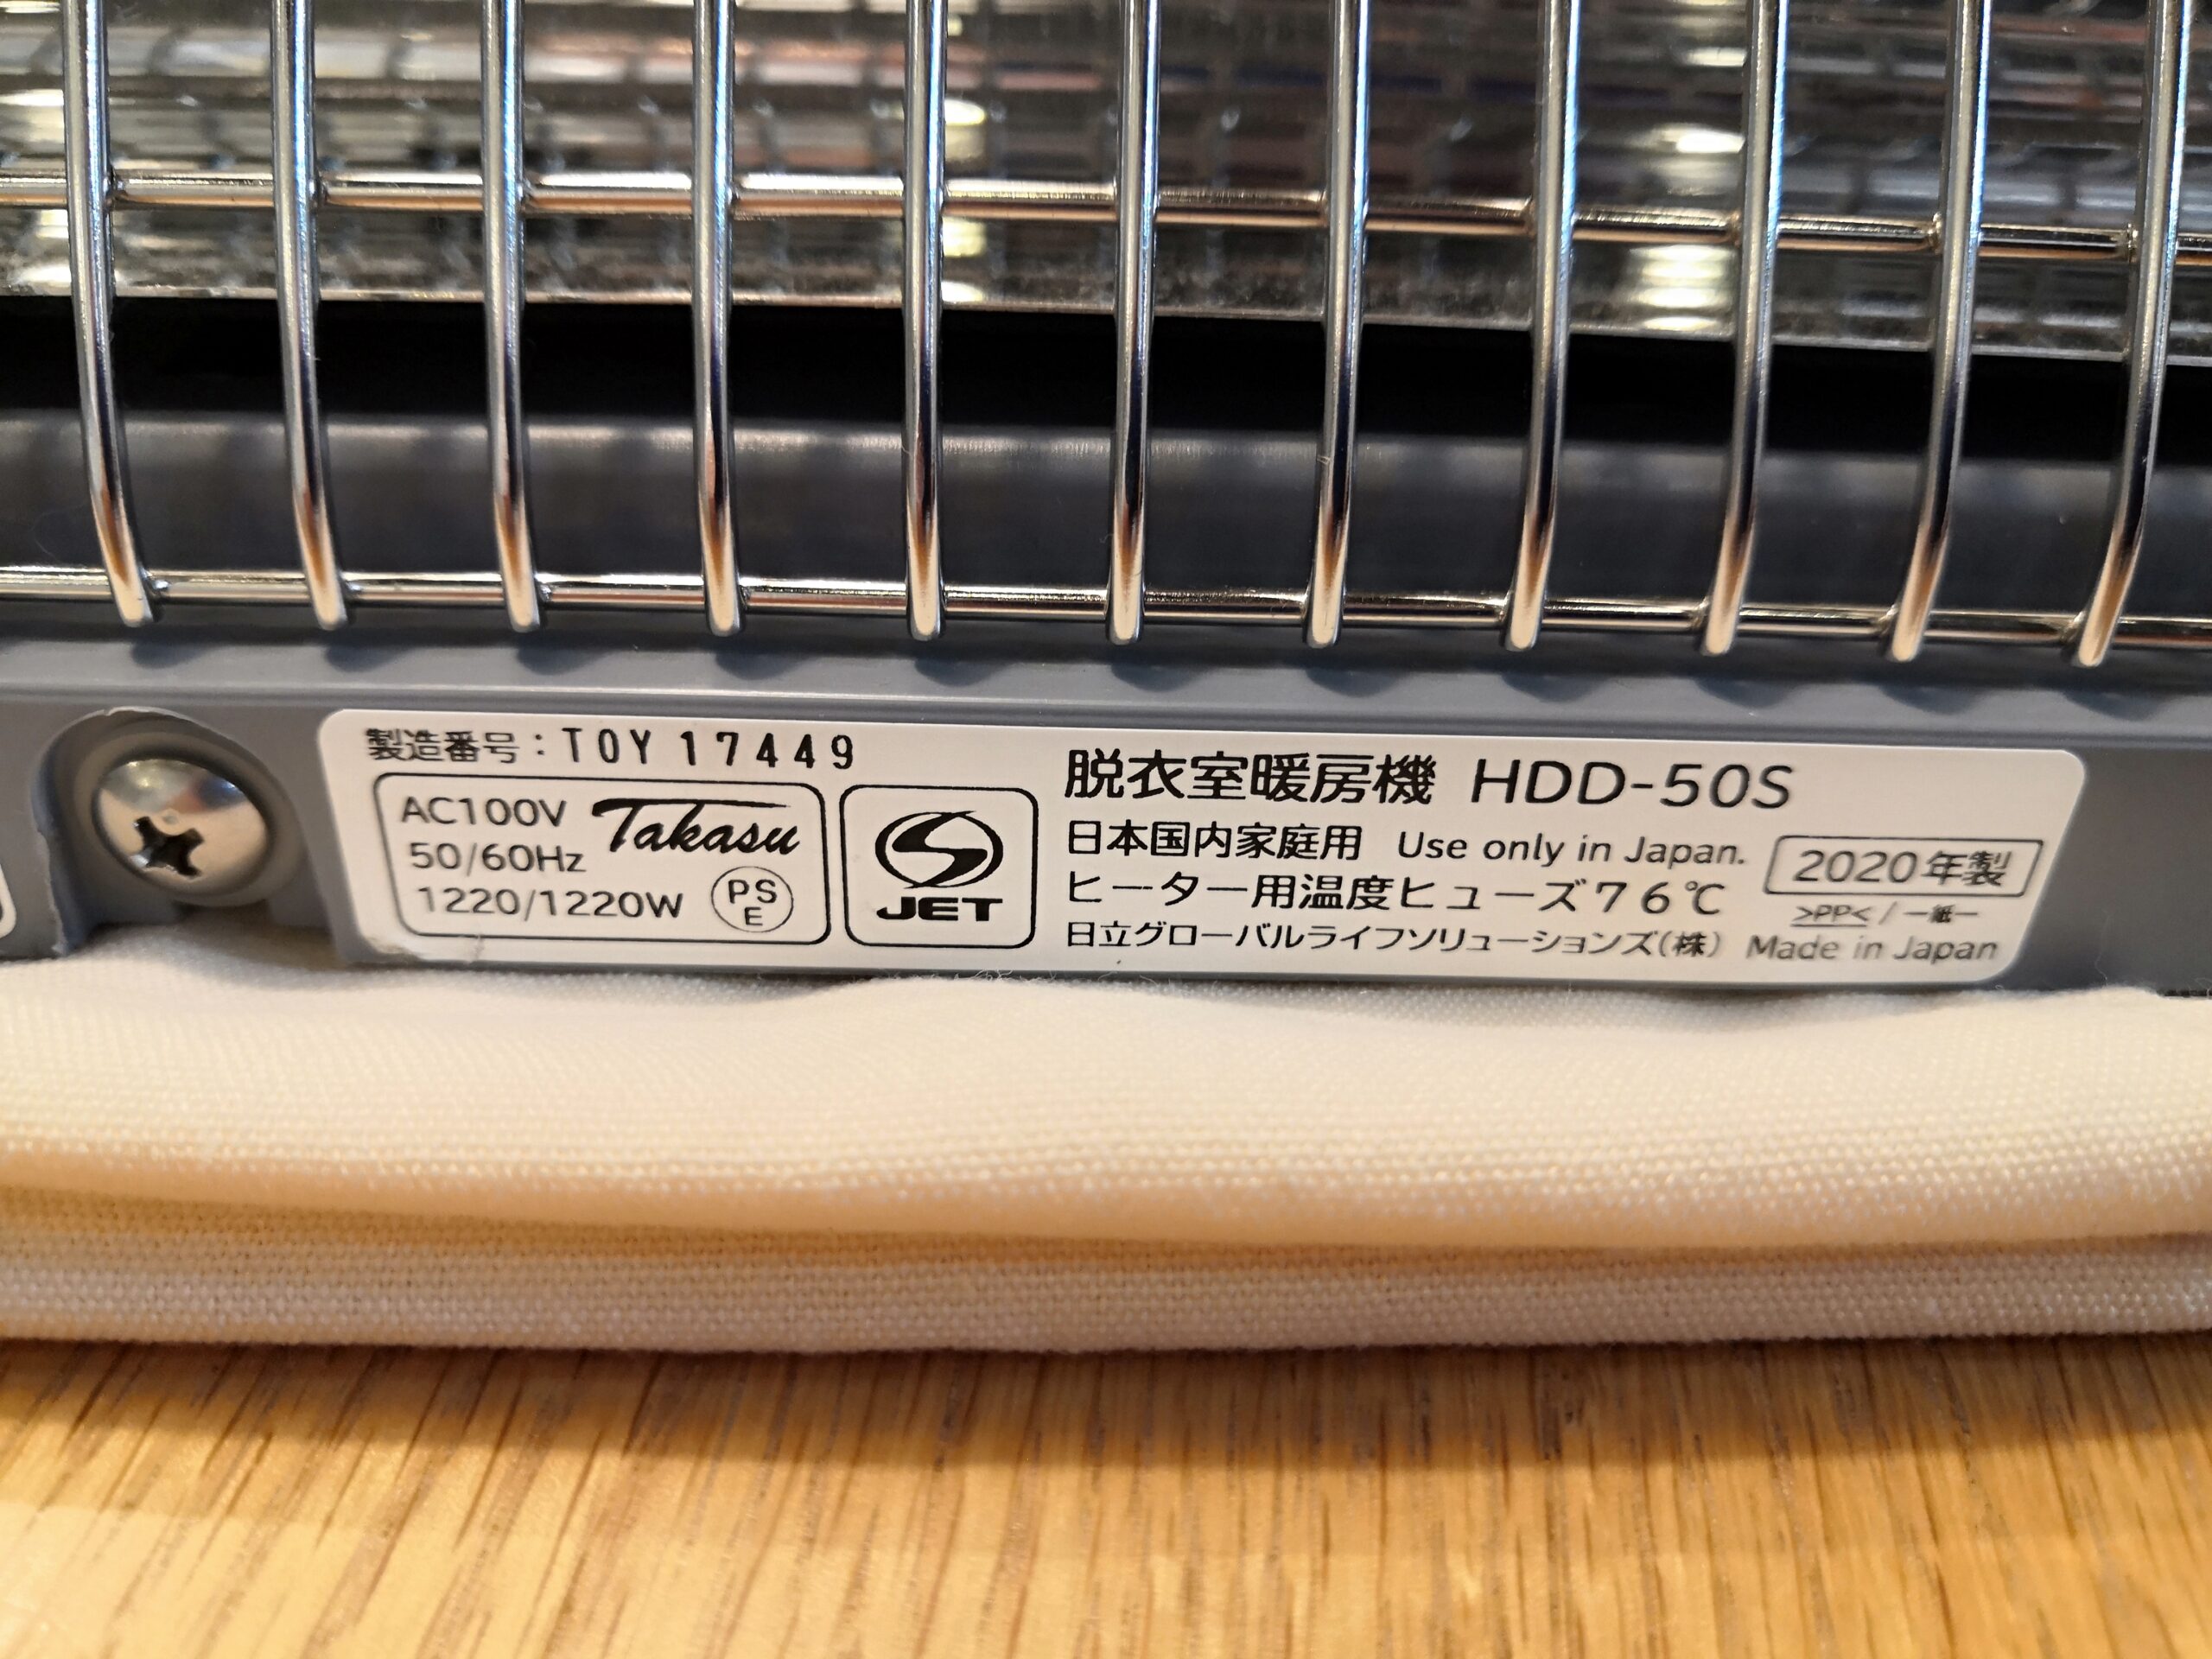 製造番号：T0Y 17449
AC100V
50/60Hz
1220/1220W
Takasu
PS
E
JET
脱衣室暖房機 HDD-50S
日本国内家庭用 Use only in Japan.
ヒーター用温度ヒューズ76℃
日立グローバルライフソリューションズ(株)
2020年製
>PP< / ー紙ー
Made in Japan